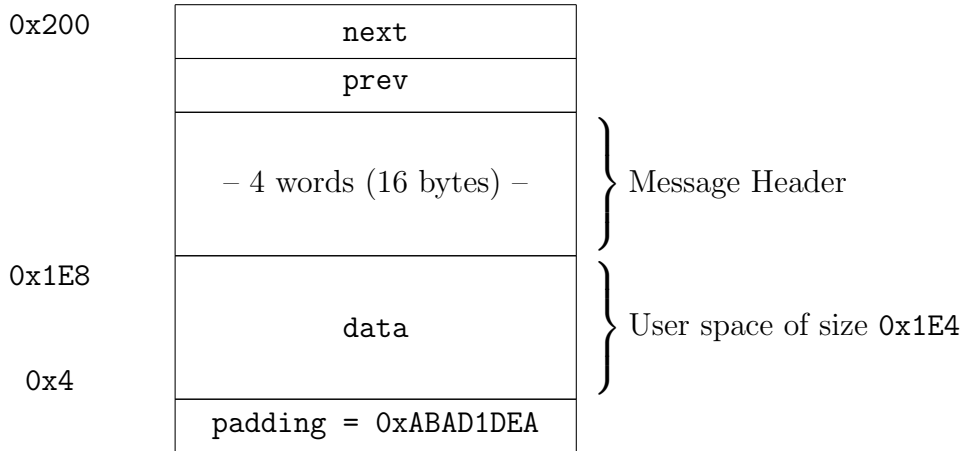 0x200
next
prev
– 4 words (16 bytes) –
Message Header
0x1E8
data
User space of size 0x1E4
0x4
padding = 0xABAD1DEA